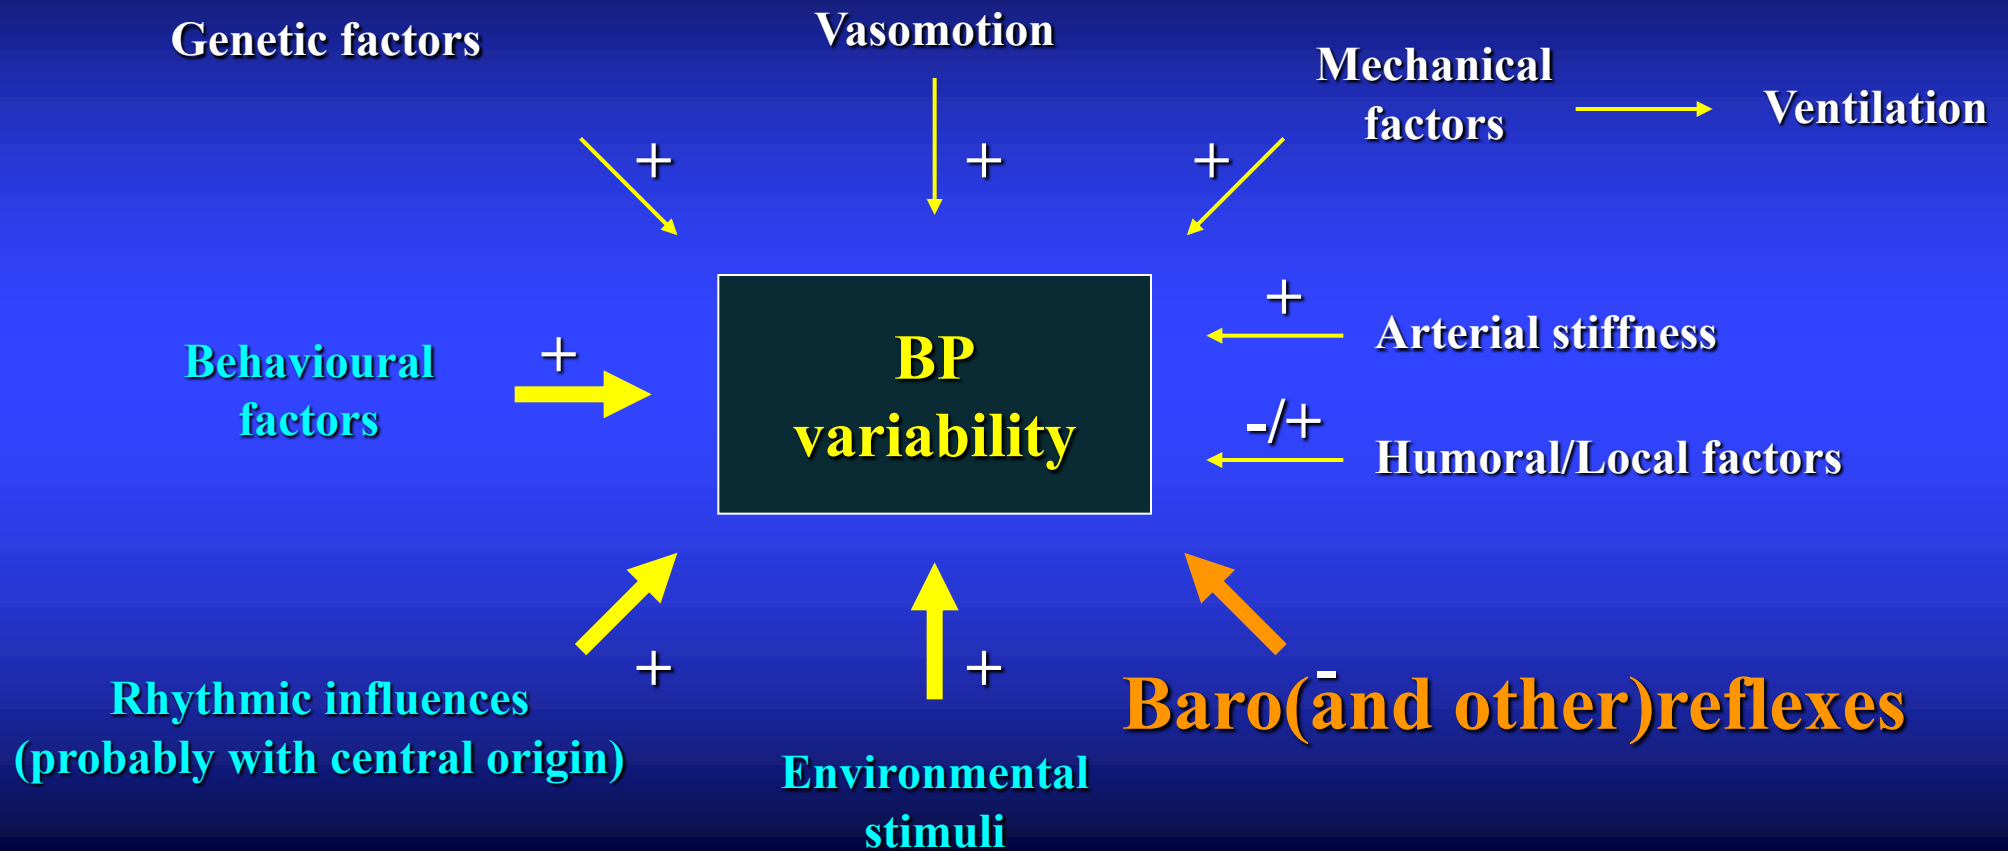 Genetic factors
Vasomotion
Mechanical
factors
Ventilation
+
+
+
+
Arterial stiffness
Behavioural
factors
+
BP
variability
-/+
Humoral/Local factors
+
+
-
Rhythmic influences
(probably with central origin)
Baro(and other)reflexes
Environmental
stimuli